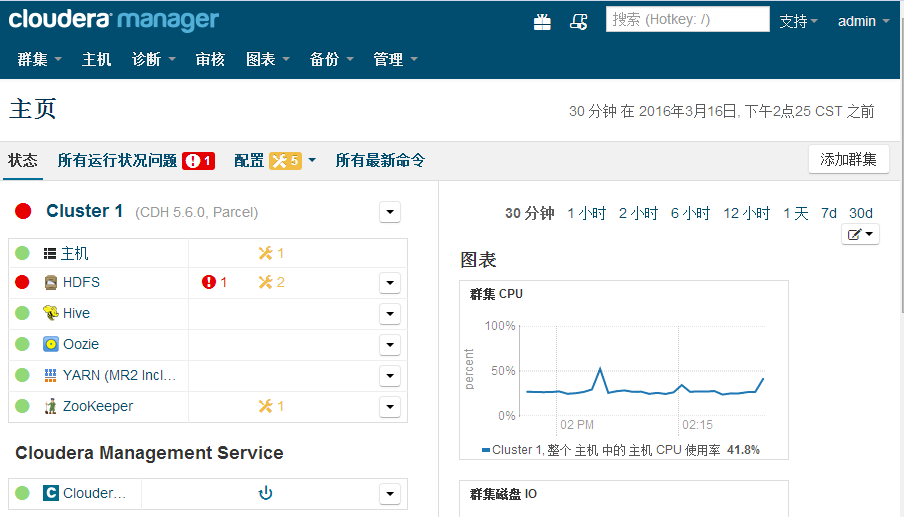 cloudera manager
搜索 (Hotkey: /) 支持 admin
群集 主机 诊断 审核 图表 备份 管理
主页
30 分钟 在 2016年3月16日, 下午2点25 CST 之前
状态 所有运行状况问题 1 配置 5 所有最新命令 添加群集
Cluster 1 (CDH 5.6.0, Parcel)
主机 1
HDFS 1 2
Hive
Oozie
YARN (MR2 Incl...
ZooKeeper 1
Cloudera Management Service
C Clouder...
30 分钟 1 小时 2 小时 6 小时 12 小时 1 天 7d 30d
图表
群集 CPU
percent
100%
50%
0%
02 PM 02:15
Cluster 1, 整个 主机 中的 主机 CPU 使用率 41.8%
群集磁盘 IO